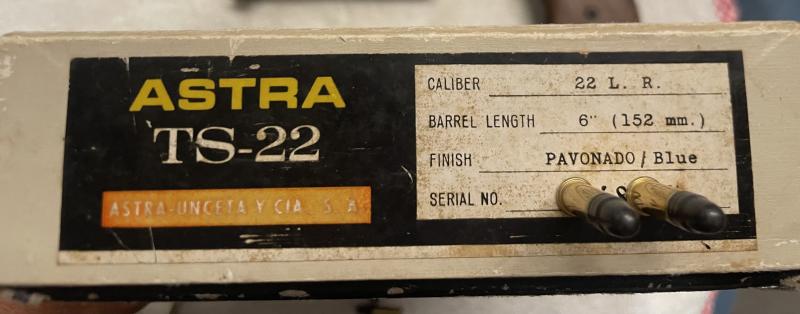 ASTRA
TS-22
ASTRA-UNCETA Y CIA. S. A
CALIBER 22 L. R.
BARREL LENGTH 6" (152 mm.)
FINISH PAVONADO/Blue
SERIAL NO.